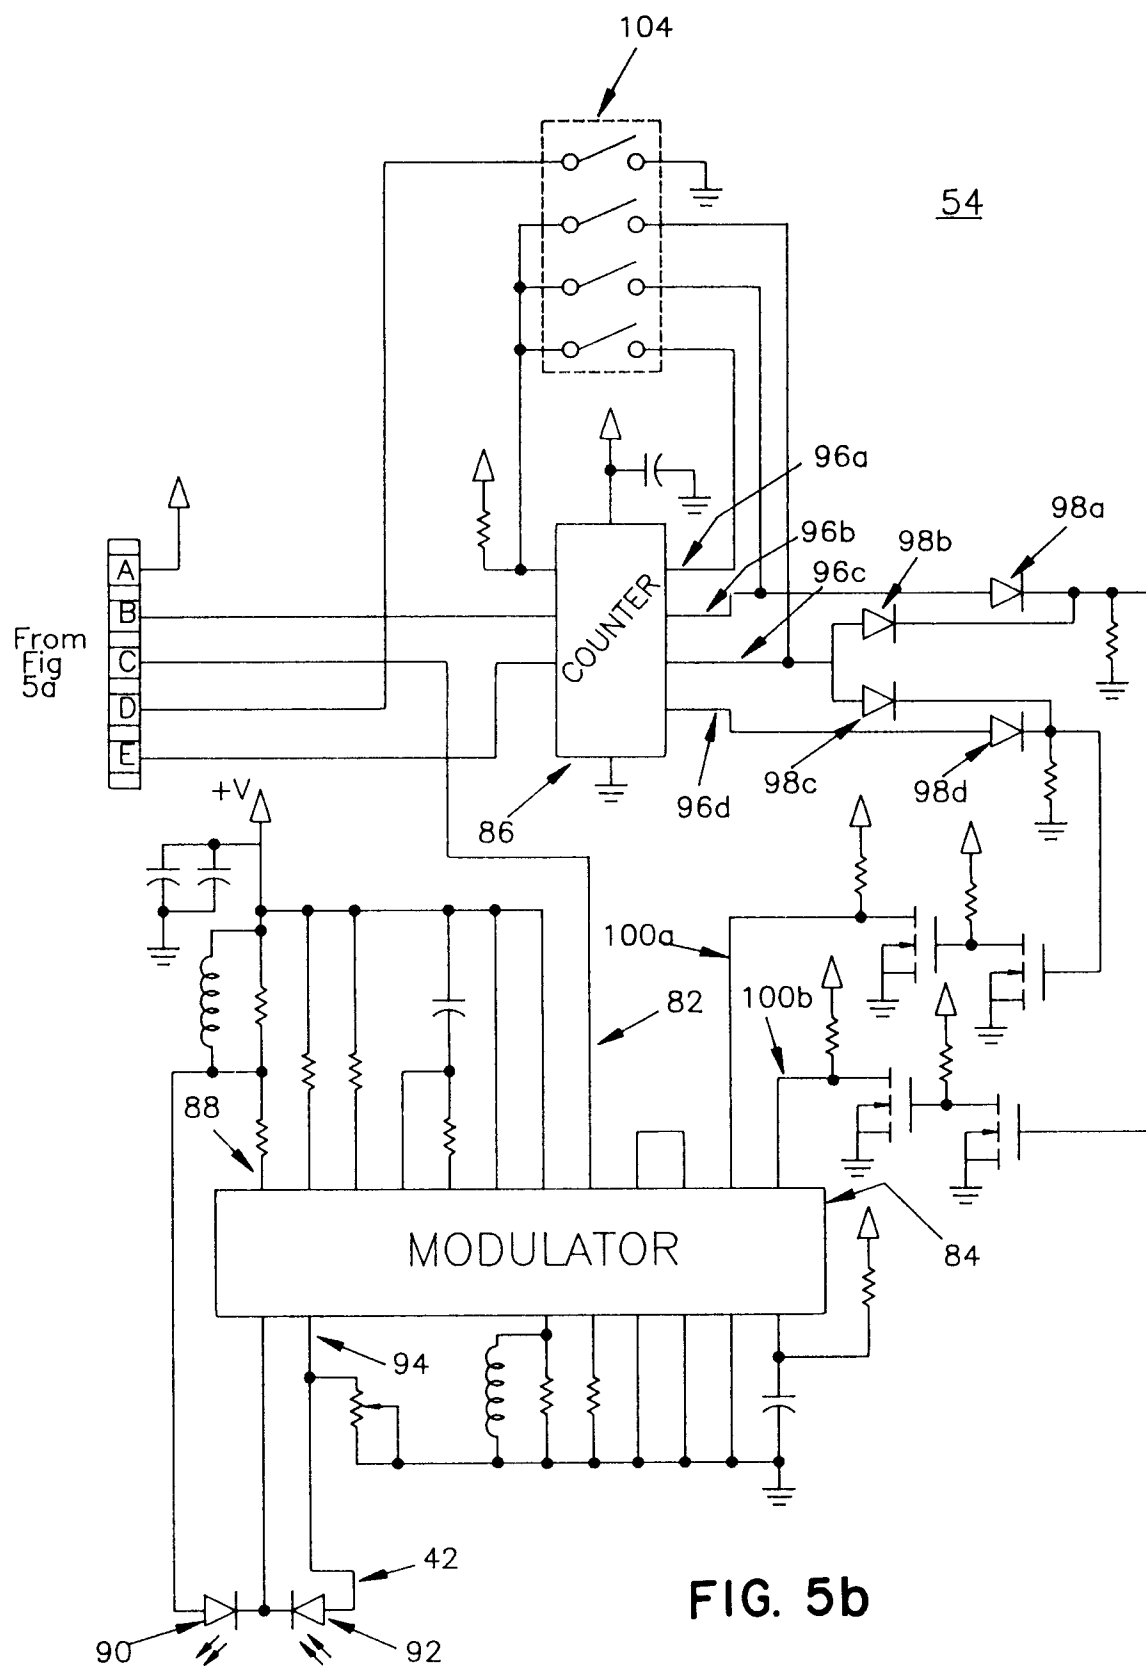 104
54
96a
98a
96b
98b
96c
A
B
C
D
E
From
Fig
5a
COUNTER
+V
86
96d
98c
98d
100a
82
100b
88
MODULATOR
84
94
42
90
92
FIG. 5b